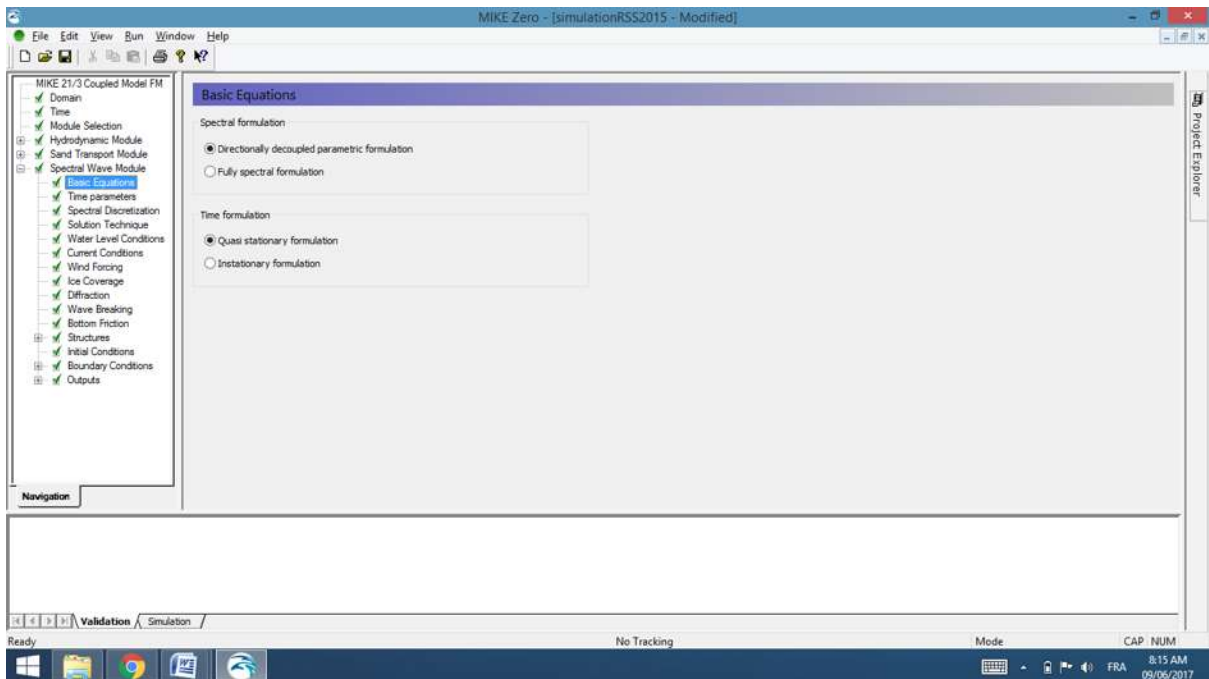 MIKE Zero - [simulationRSS2015 - Modified]
File Edit View Run Window Help
MIKE 21/3 Coupled Model FM
Domain
Time
Module Selection
Hydrodynamic Module
Sand Transport Module
Spectral Wave Module
Basic Equations
Time parameters
Spectral Discretization
Solution Technique
Water Level Conditions
Current Conditions
Wind Forcing
Ice Coverage
Diffraction
Wave Breaking
Bottom Friction
Structures
Initial Conditions
Boundary Conditions
Outputs
Navigation
Basic Equations
Spectral formulation
Directionally decoupled parametric formulation
Fully spectral formulation
Time formulation
Quasi stationary formulation
Instationary formulation
Project Explorer
Validation Simulation
Ready No Tracking Mode CAP NUM
FRA 8:15 AM
09/06/2017